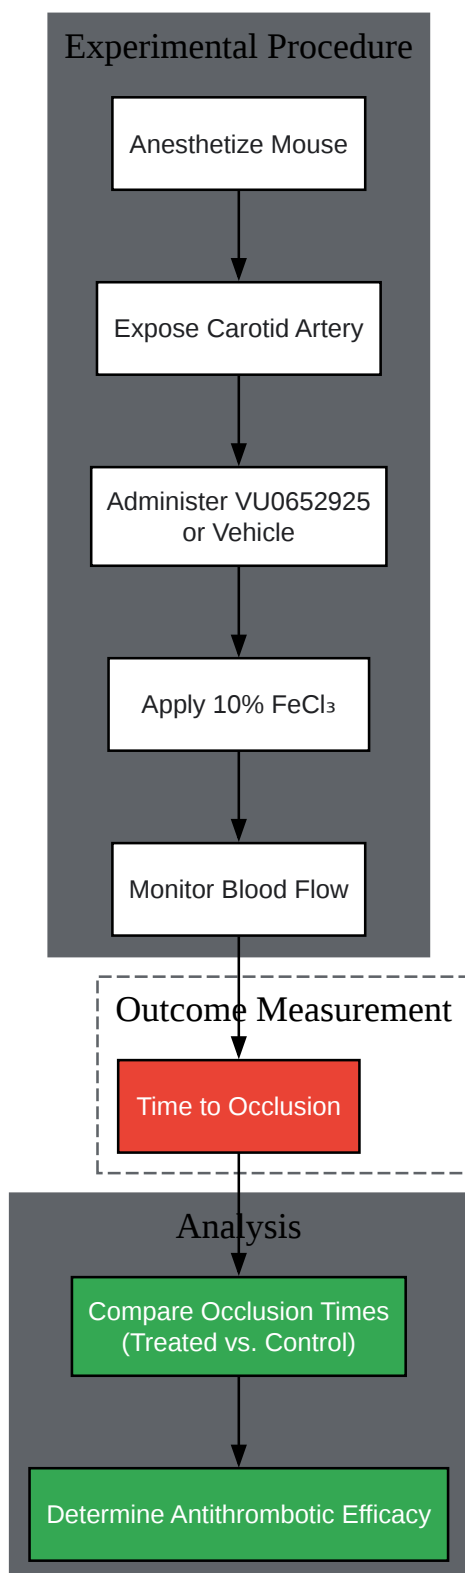 Experimental Procedure
Anesthetize Mouse
Expose Carotid Artery
Administer VU0652925
or Vehicle
Apply 10% FeCl₃
Monitor Blood Flow
Outcome Measurement
Time to Occlusion
Analysis
Compare Occlusion Times
(Treated vs. Control)
Determine Antithrombotic Efficacy